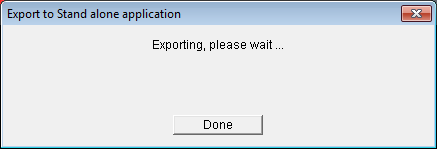 Export to Stand alone application
Exporting, please wait ...
Done